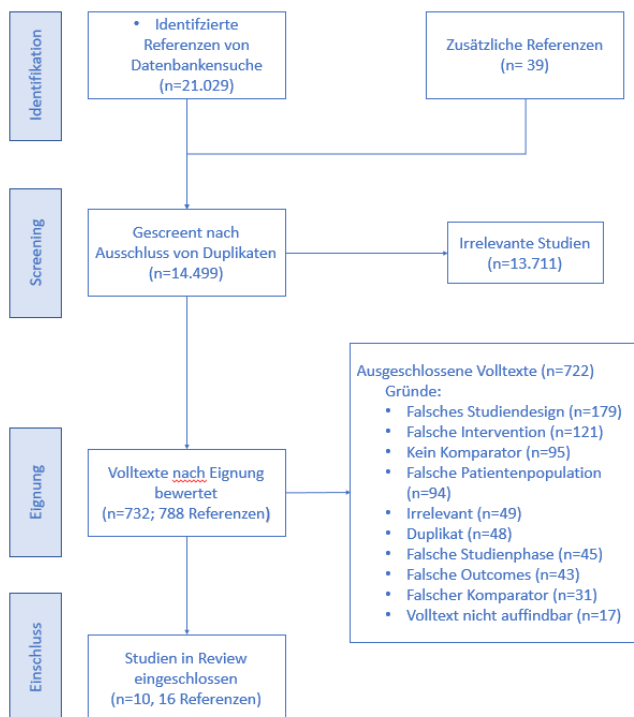 Identifikation
• Identifzierte
Referenzen von
Datenbankensuche
(n=21.029)
Zusätzliche Referenzen
(n= 39)
Screening
Gescreent nach
Ausschluss von Duplikaten
(n=14.499)
Irrelevante Studien
(n=13.711)
Eignung
Volltexte nach Eignung
bewertet
(n=732; 788 Referenzen)
Ausgeschlossene Volltexte (n=722)
Gründe:
• Falsches Studiendesign (n=179)
• Falsche Intervention (n=121)
• Kein Komparator (n=95)
• Falsche Patientenpopulation
(n=94)
• Irrelevant (n=49)
• Duplikat (n=48)
• Falsche Studienphase (n=45)
• Falsche Outcomes (n=43)
• Falscher Komparator (n=31)
• Volltext nicht auffindbar (n=17)
Einschluss
Studien in Review
eingeschlossen
(n=10, 16 Referenzen)